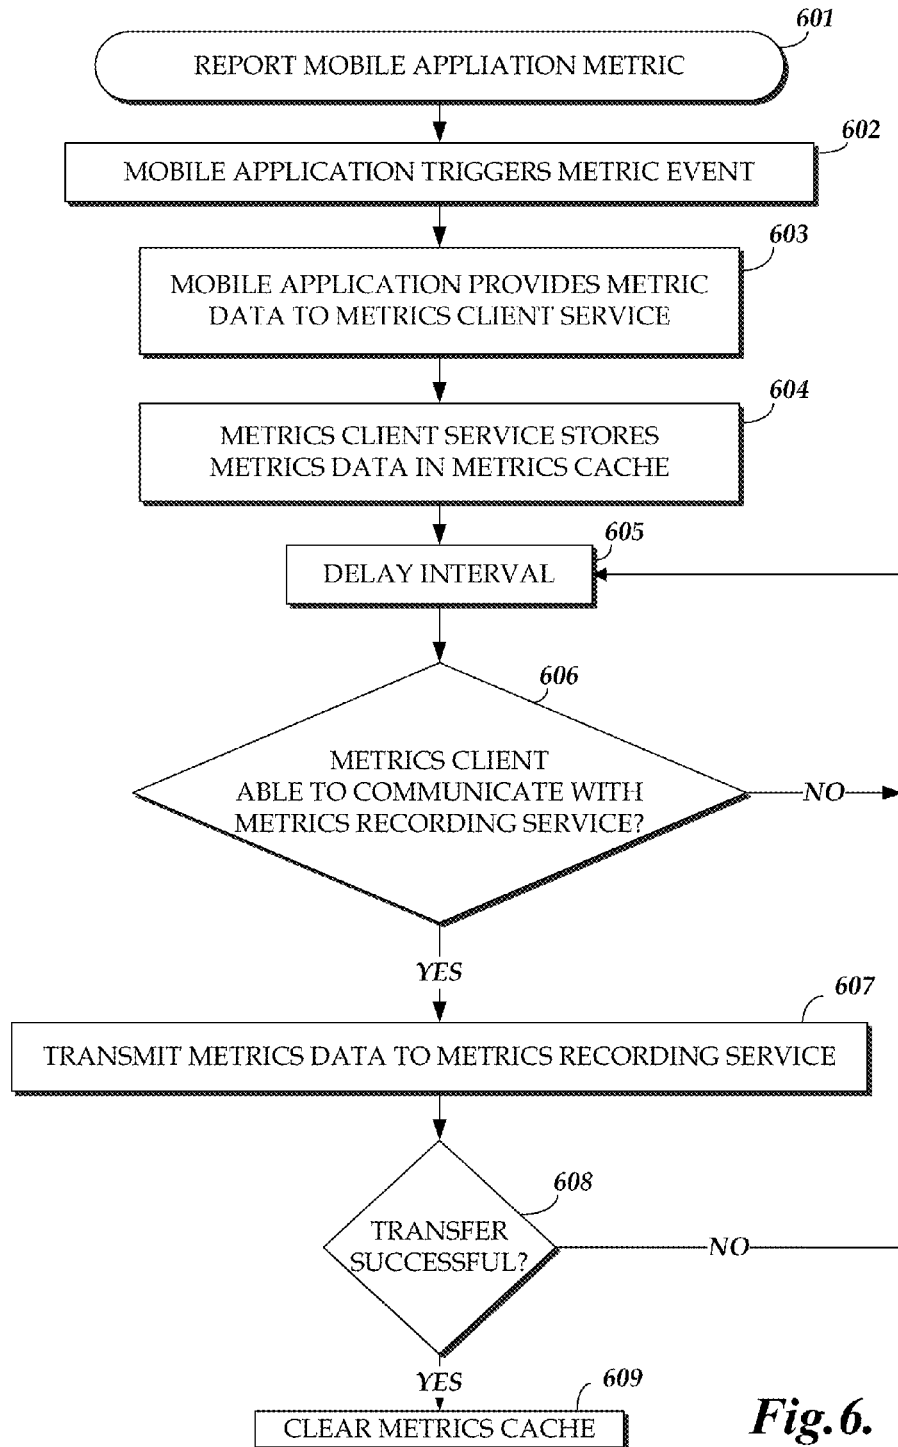 601
REPORT MOBILE APPLIATION METRIC
602
MOBILE APPLICATION TRIGGERS METRIC EVENT
603
MOBILE APPLICATION PROVIDES METRIC
DATA TO METRICS CLIENT SERVICE
604
METRICS CLIENT SERVICE STORES
METRICS DATA IN METRICS CACHE
605
DELAY INTERVAL
606
METRICS CLIENT
ABLE TO COMMUNICATE WITH
METRICS RECORDING SERVICE?
NO
YES
607
TRANSMIT METRICS DATA TO METRICS RECORDING SERVICE
608
TRANSFER
SUCCESSFUL?
NO
YES
609
CLEAR METRICS CACHE
Fig.6.